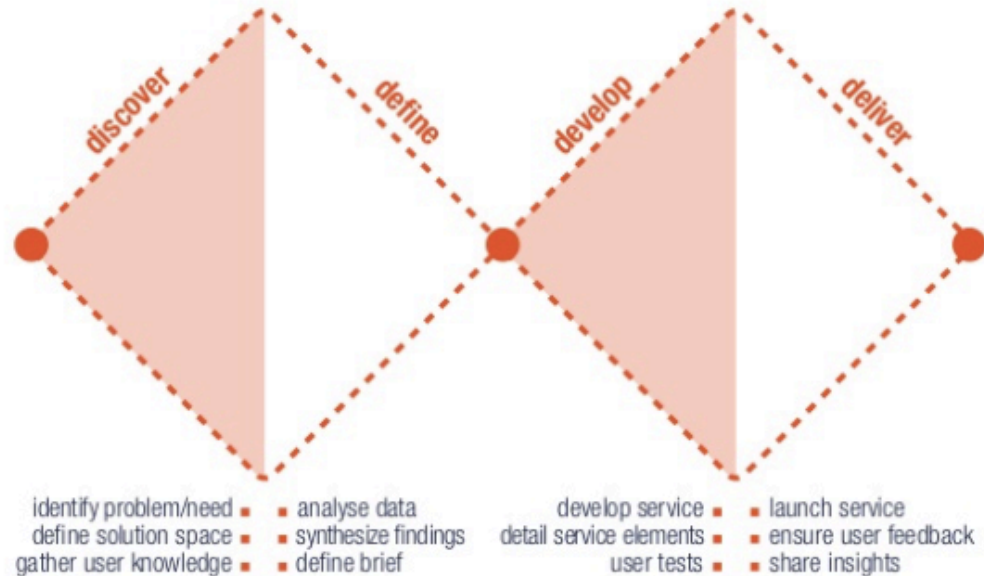 discover
define
develop
deliver
identify problem/need
define solution space
gather user knowledge
analyse data
synthesize findings
define brief
develop service
detail service elements
user tests
launch service
ensure user feedback
share insights